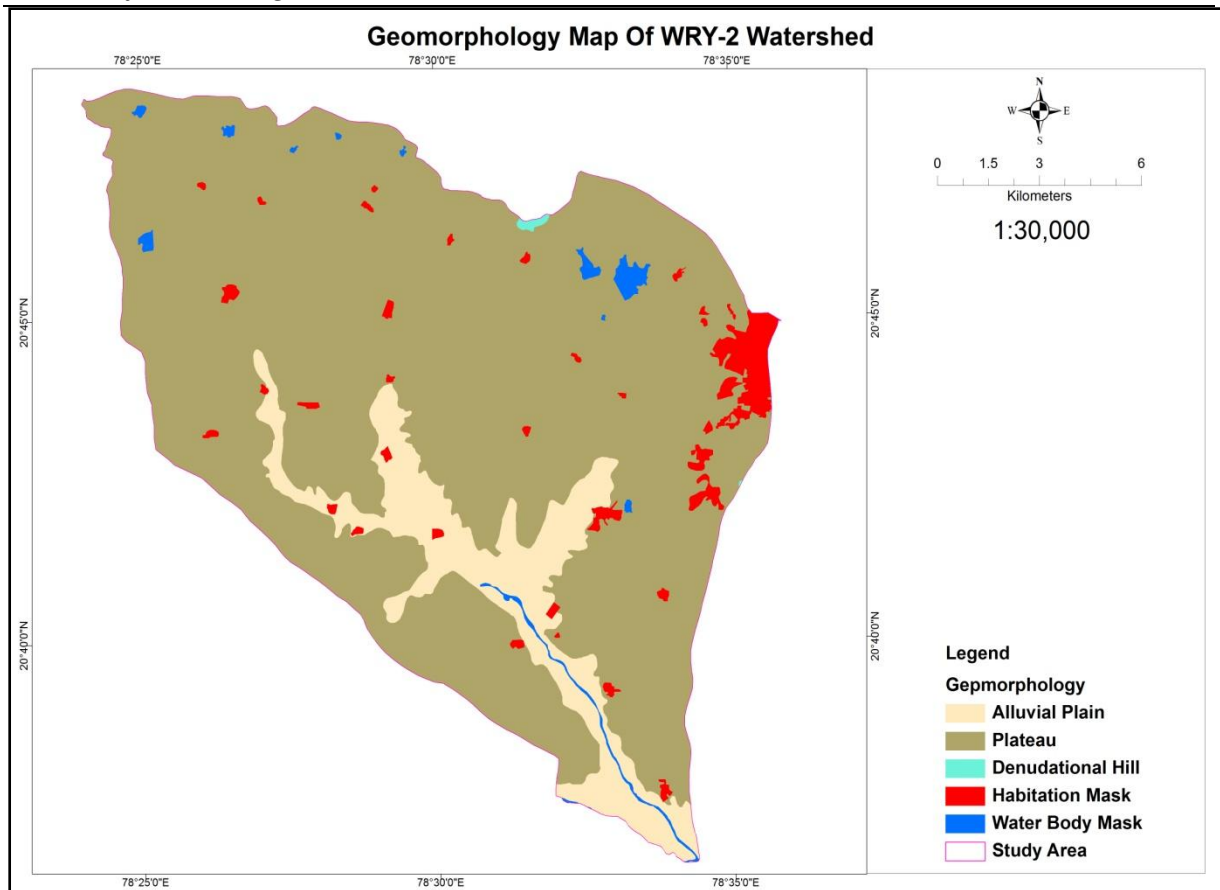 Geomorphology Map Of WRY-2 Watershed
78°25'0"E 78°30'0"E 78°35'0"E
N
W E
S
0 1.5 3 6
Kilometers
1:30,000
20°45'0"N 20°45'0"N
20°40'0"N 20°40'0"N
Legend
Gepmorphology
Alluvial Plain
Plateau
Denudational Hill
Habitation Mask
Water Body Mask
Study Area
78°25'0"E 78°30'0"E 78°35'0"E